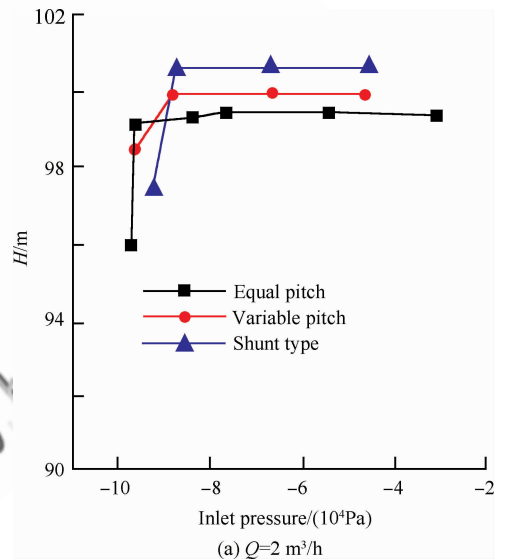 102
98
94
90
H/m
Equal pitch
Variable pitch
Shunt type
−10 −8 −6 −4 −2
Inlet pressure/(10⁴Pa)
(a) Q=2 m³/h